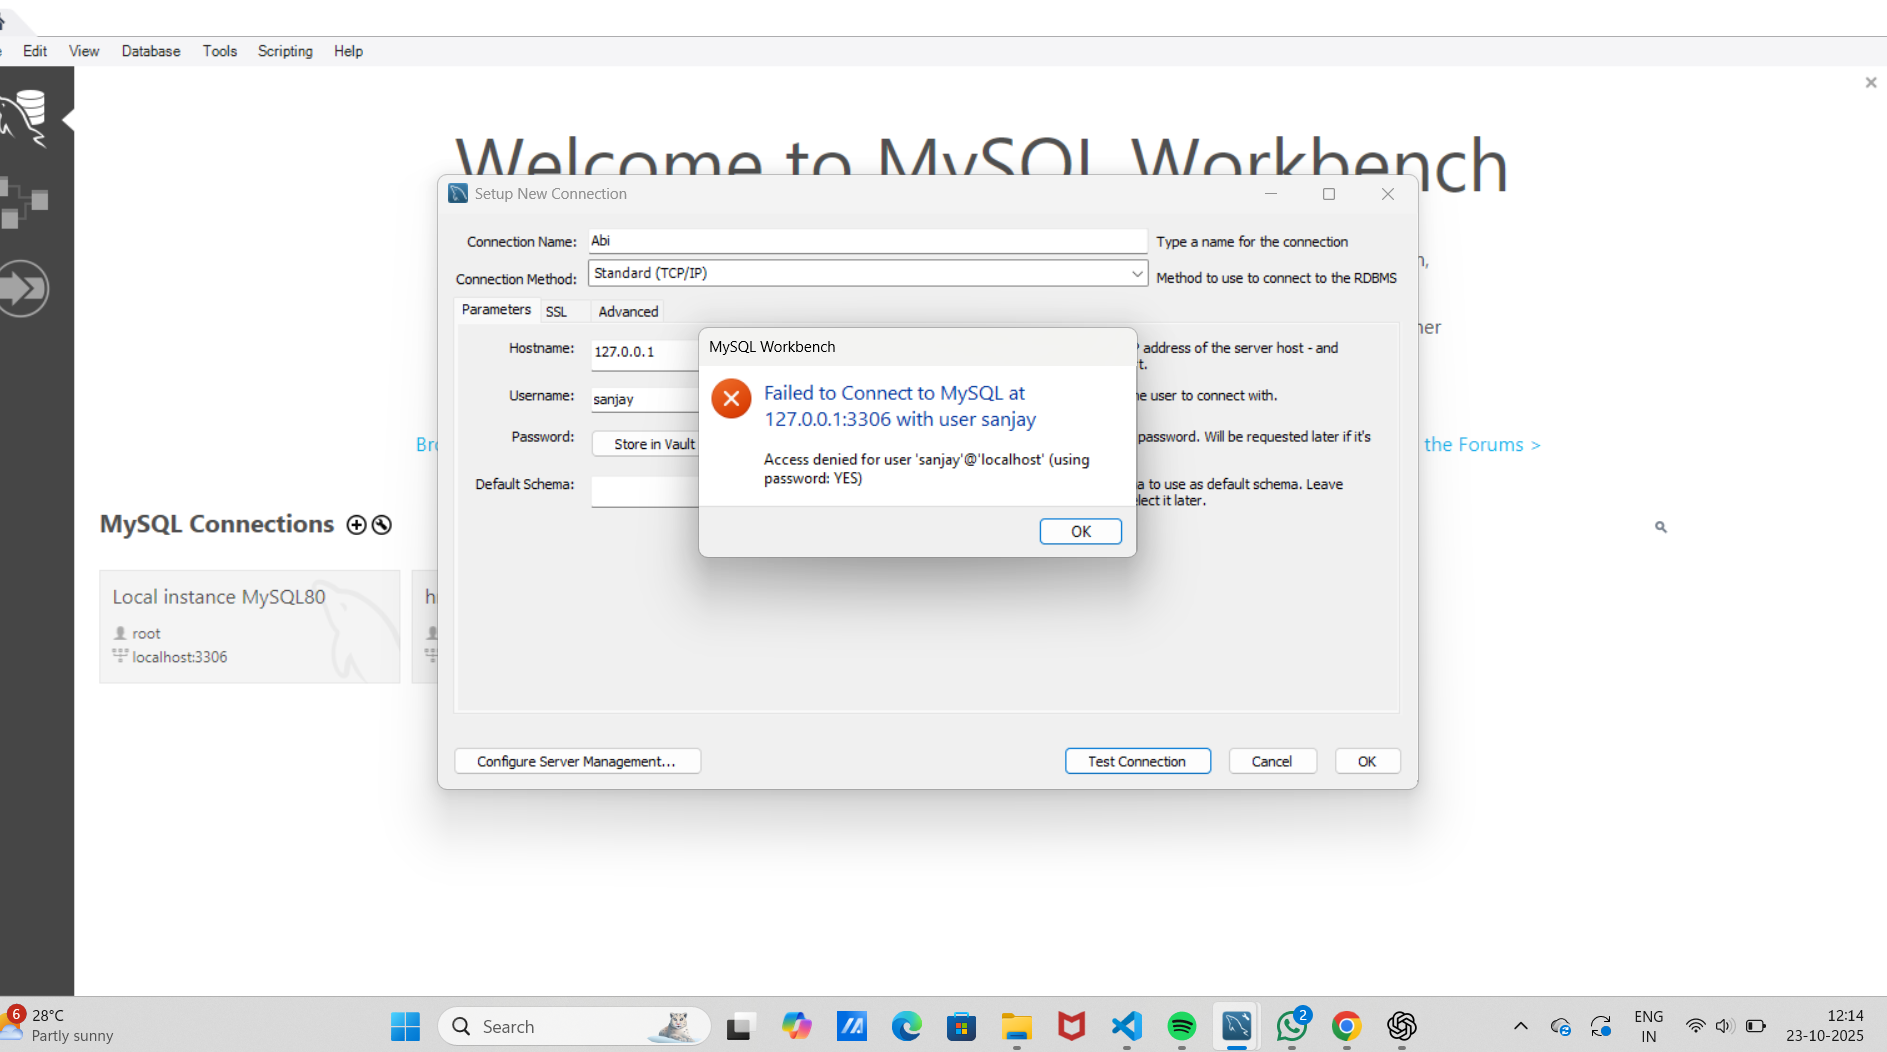 Edit View Database Tools Scripting Help
Welcome to MySQL Workbench
Setup New Connection
Connection Name: Abi Type a name for the connection
Connection Method: Standard (TCP/IP) Method to use to connect to the RDBMS
Parameters SSL Advanced
Hostname: 127.0.0.1 address of the server host - and
Username: sanjay user to connect with.
Password: Store in Vault password. Will be requested later if it's
Default Schema: to use as default schema. Leave
it later.
MySQL Workbench
Failed to Connect to MySQL at
127.0.0.1:3306 with user sanjay
Access denied for user 'sanjay'@'localhost' (using
password: YES)
OK
the Forums >
MySQL Connections
Local instance MySQL80
root
localhost:3306
Configure Server Management... Test Connection Cancel OK
6
28°C
Partly sunny
Search
2
ENG
IN
12:14
23-10-2025